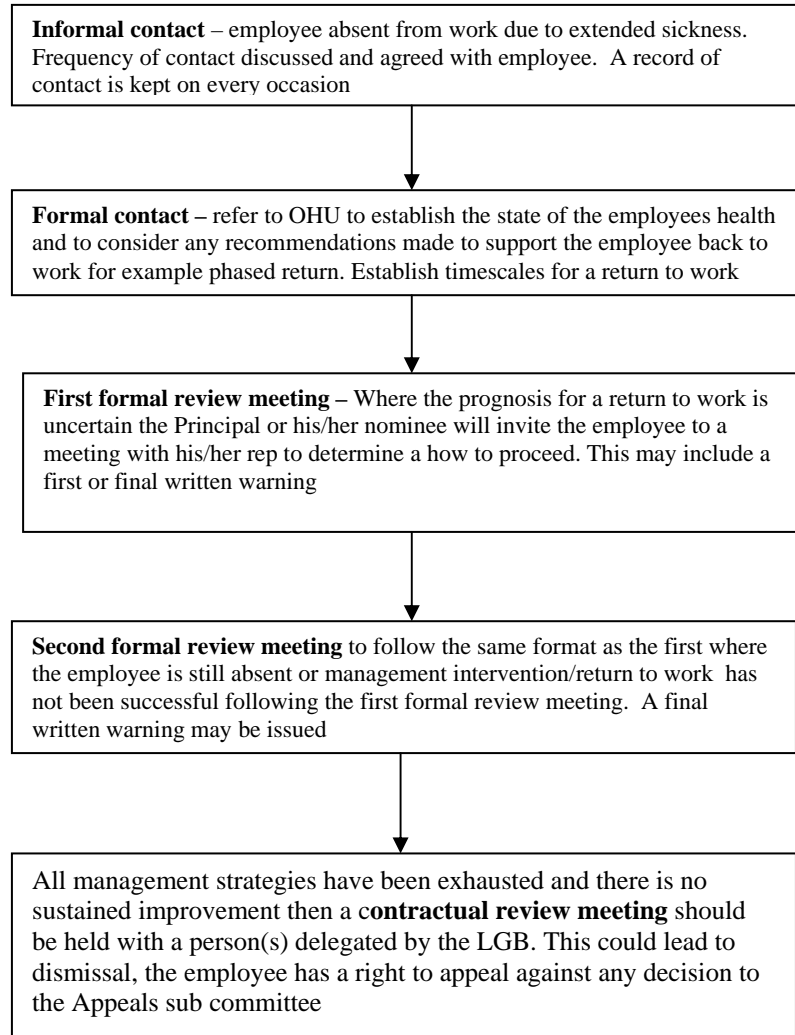 Informal contact – employee absent from work due to extended sickness.
Frequency of contact discussed and agreed with employee.  A record of
contact is kept on every occasion
Formal contact – refer to OHU to establish the state of the employees health
and to consider any recommendations made to support the employee back to
work for example phased return. Establish timescales for a return to work
First formal review meeting – Where the prognosis for a return to work is
uncertain the Principal or his/her nominee will invite the employee to a
meeting with his/her rep to determine a how to proceed. This may include a
first or final written warning
Second formal review meeting to follow the same format as the first where
the employee is still absent or management intervention/return to work  has
not been successful following the first formal review meeting.  A final
written warning may be issued
All management strategies have been exhausted and there is no
sustained improvement then a contractual review meeting should
be held with a person(s) delegated by the LGB. This could lead to
dismissal, the employee has a right to appeal against any decision to
the Appeals sub committee